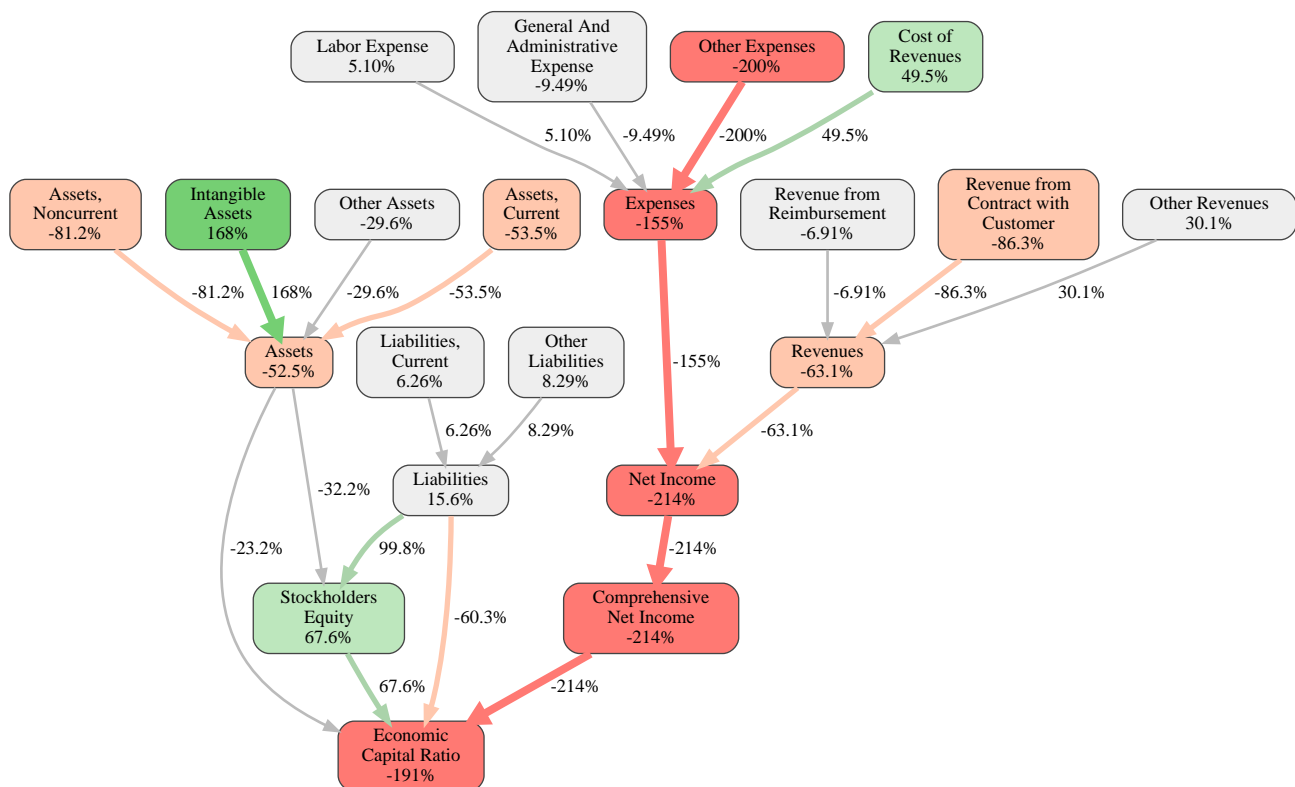 Labor Expense
5.10%
General And
Administrative
Expense
-9.49%
Other Expenses
-200%
Cost of
Revenues
49.5%
5.10%
-9.49%
-200%
49.5%
Assets,
Noncurrent
-81.2%
Intangible
Assets
168%
Other Assets
-29.6%
Assets,
Current
-53.5%
Expenses
-155%
Revenue from
Reimbursement
-6.91%
Revenue from
Contract with
Customer
-86.3%
Other Revenues
30.1%
-81.2%
168%
-29.6%
-53.5%
-6.91%
-86.3%
30.1%
Assets
-52.5%
Liabilities,
Current
6.26%
Other
Liabilities
8.29%
-155%
Revenues
-63.1%
6.26%
8.29%
-63.1%
-32.2%
Liabilities
15.6%
Net Income
-214%
-23.2%
99.8%
-214%
Stockholders
Equity
67.6%
-60.3%
Comprehensive
Net Income
-214%
67.6%
-214%
Economic
Capital Ratio
-191%